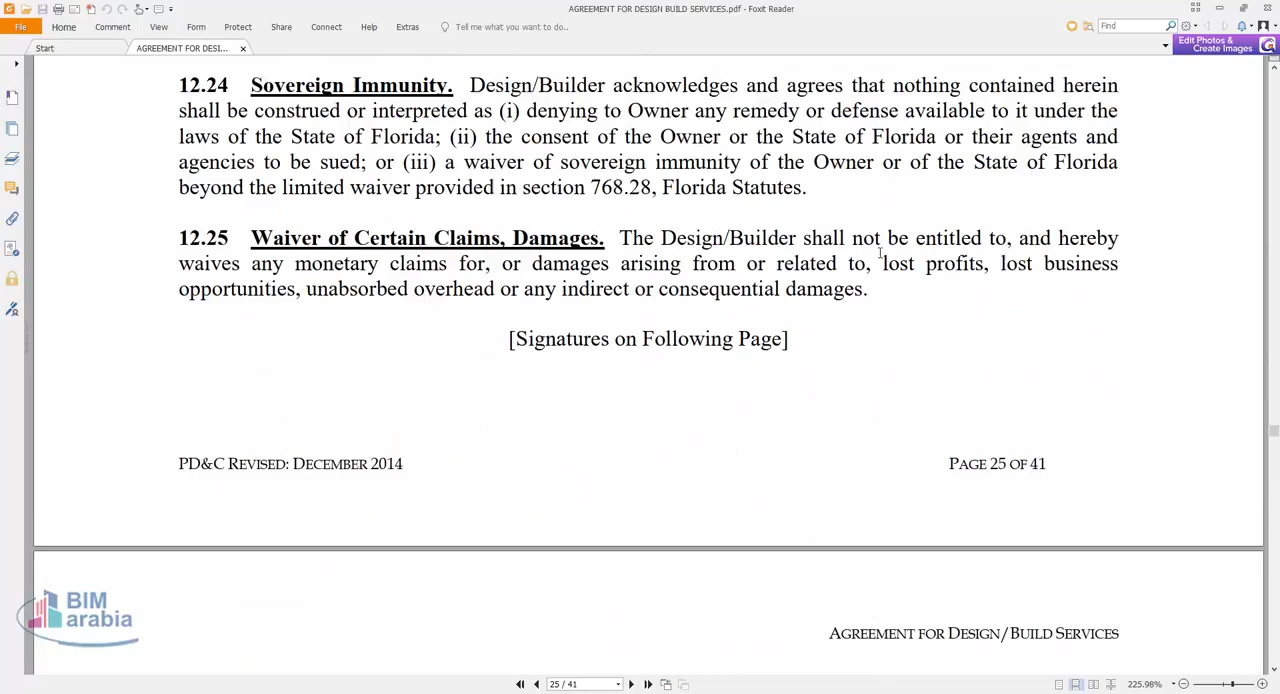 AGREEMENT FOR DESIGN BUILD SERVICES.pdf - Foxit Reader
File Home Comment View Form Protect Share Connect Help Extras Tell me what you want to do.. Find
Start AGREEMENT FOR DESI... Edit Photos &
Create Images
12.24 Sovereign Immunity. Design/Builder acknowledges and agrees that nothing contained herein
shall be construed or interpreted as (i) denying to Owner any remedy or defense available to it under the
laws of the State of Florida; (ii) the consent of the Owner or the State of Florida or their agents and
agencies to be sued; or (iii) a waiver of sovereign immunity of the Owner or of the State of Florida
beyond the limited waiver provided in section 768.28, Florida Statutes.
12.25 Waiver of Certain Claims, Damages. The Design/Builder shall not be entitled to, and hereby
waives any monetary claims for, or damages arising from or related to, lost profits, lost business
opportunities, unabsorbed overhead or any indirect or consequential damages.
[Signatures on Following Page]
PD&C REVISED: DECEMBER 2014 PAGE 25 OF 41
BIM
arabia
AGREEMENT FOR DESIGN/BUILD SERVICES
25 / 41 225.98%